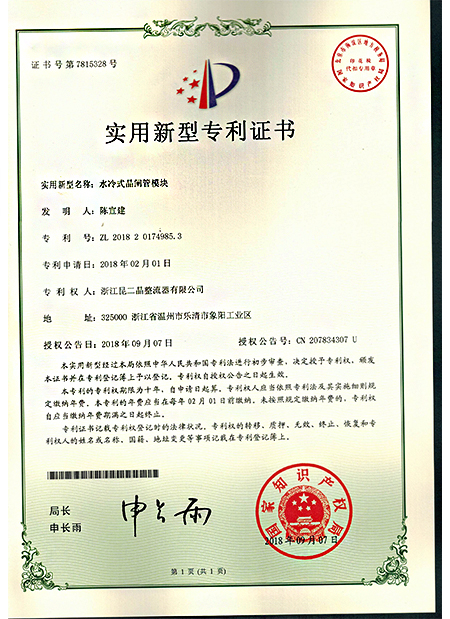 证书号第7815328号
实用新型专利证书
实用新型名称：水冷式晶闸管模块
发明人：陈宣建
专利号：ZL 2018 2 0174985.3
专利申请日：2018年02月01日
专利权人：浙江昆二晶整流器有限公司
地址：325000 浙江省温州市乐清市象阳工业区
授权公告日：2018年09月07日 授权公告号：CN 207834307 U
本实用新型经过本局依照中华人民共和国专利法进行初步审查，决定授予专利权，颁发
本证书并在专利登记簿上予以登记，专利权自授权公告之日起生效。
本专利的专利权期限为十年，自申请日起算。专利权人应当依照专利法及其实施细则规
定缴纳年费。本专利的年费应当在每年02月01日前缴纳。未按照规定缴纳年费的，专利权
自应当缴纳年费期满之日起终止。
专利证书记载专利权登记时的法律状况。专利权的转移、质押、无效、终止、恢复和专
利权人的姓名或名称、国籍、地址变更等事项记载在专利登记簿上。
局长
申长雨
申长雨
国家知识产权局
2018年09月07日
第1页(共1页)